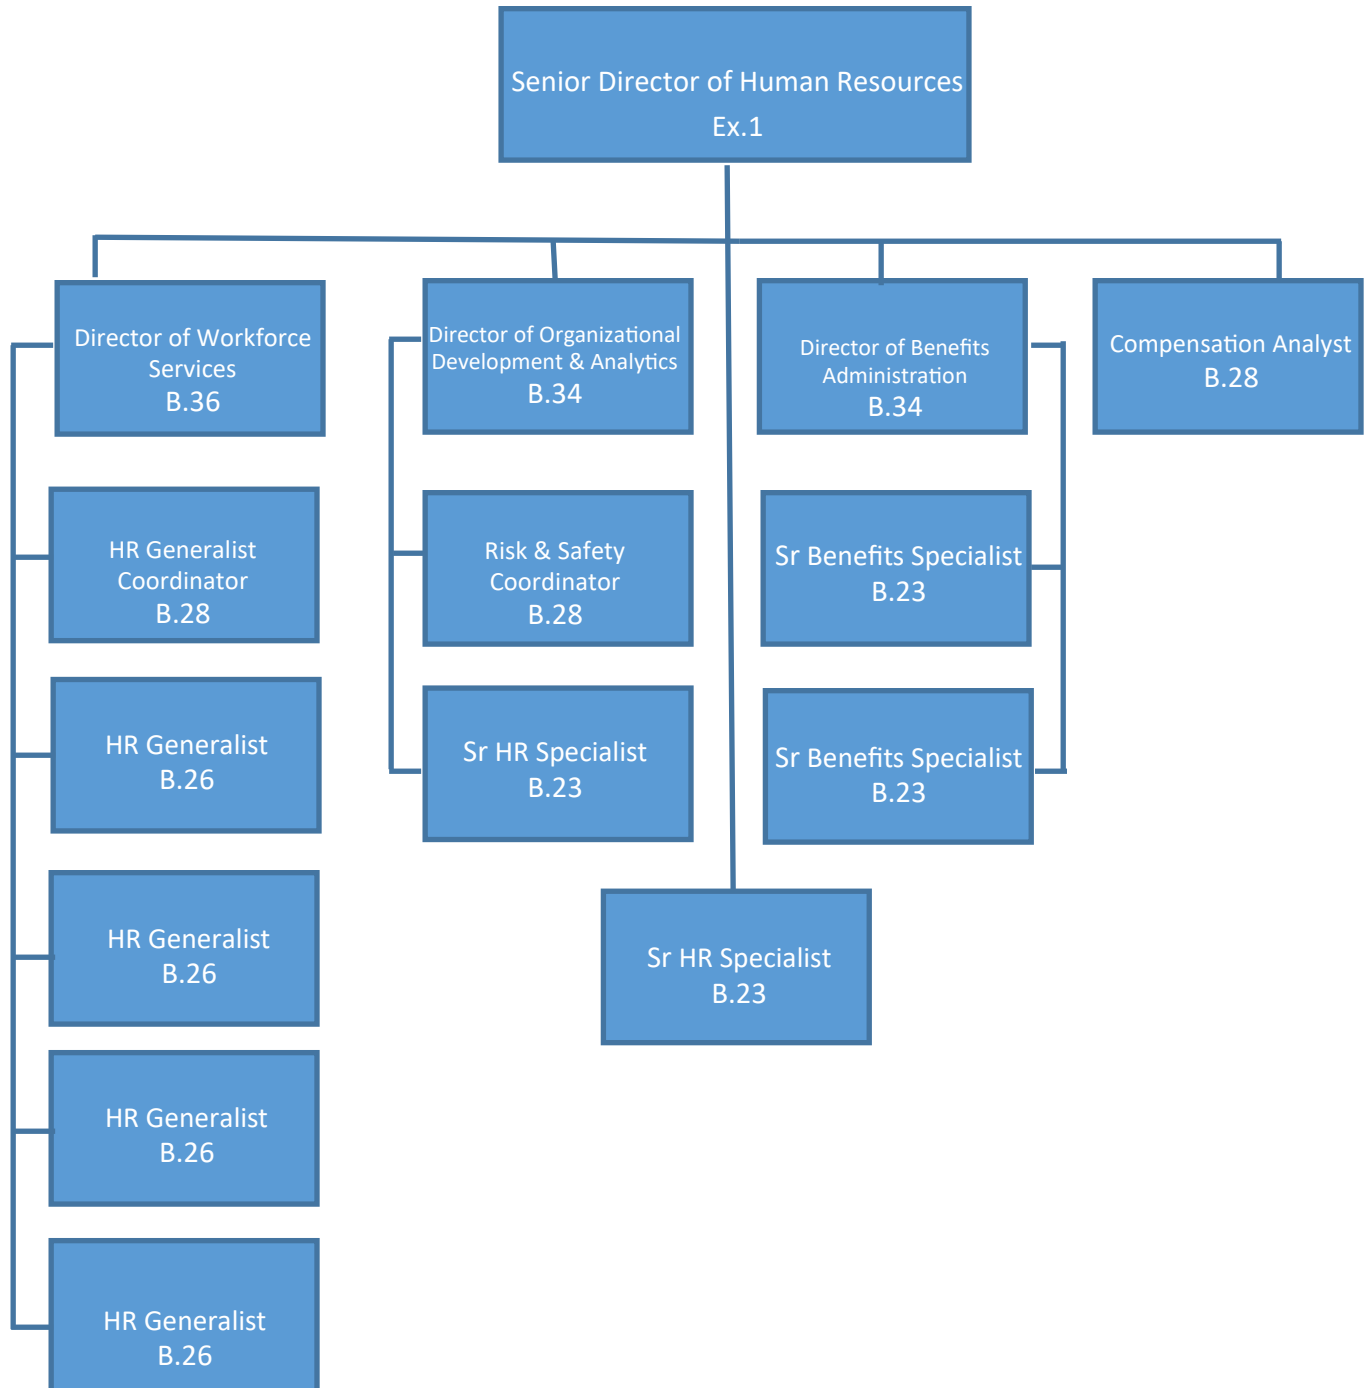 Senior Director of Human Resources
Ex.1
Director of Workforce
Services
B.36
Director of Organizational
Development & Analytics
B.34
Director of Benefits
Administration
B.34
Compensation Analyst
B.28
HR Generalist
Coordinator
B.28
Risk & Safety
Coordinator
B.28
Sr Benefits Specialist
B.23
HR Generalist
B.26
Sr HR Specialist
B.23
Sr Benefits Specialist
B.23
HR Generalist
B.26
Sr HR Specialist
B.23
HR Generalist
B.26
HR Generalist
B.26